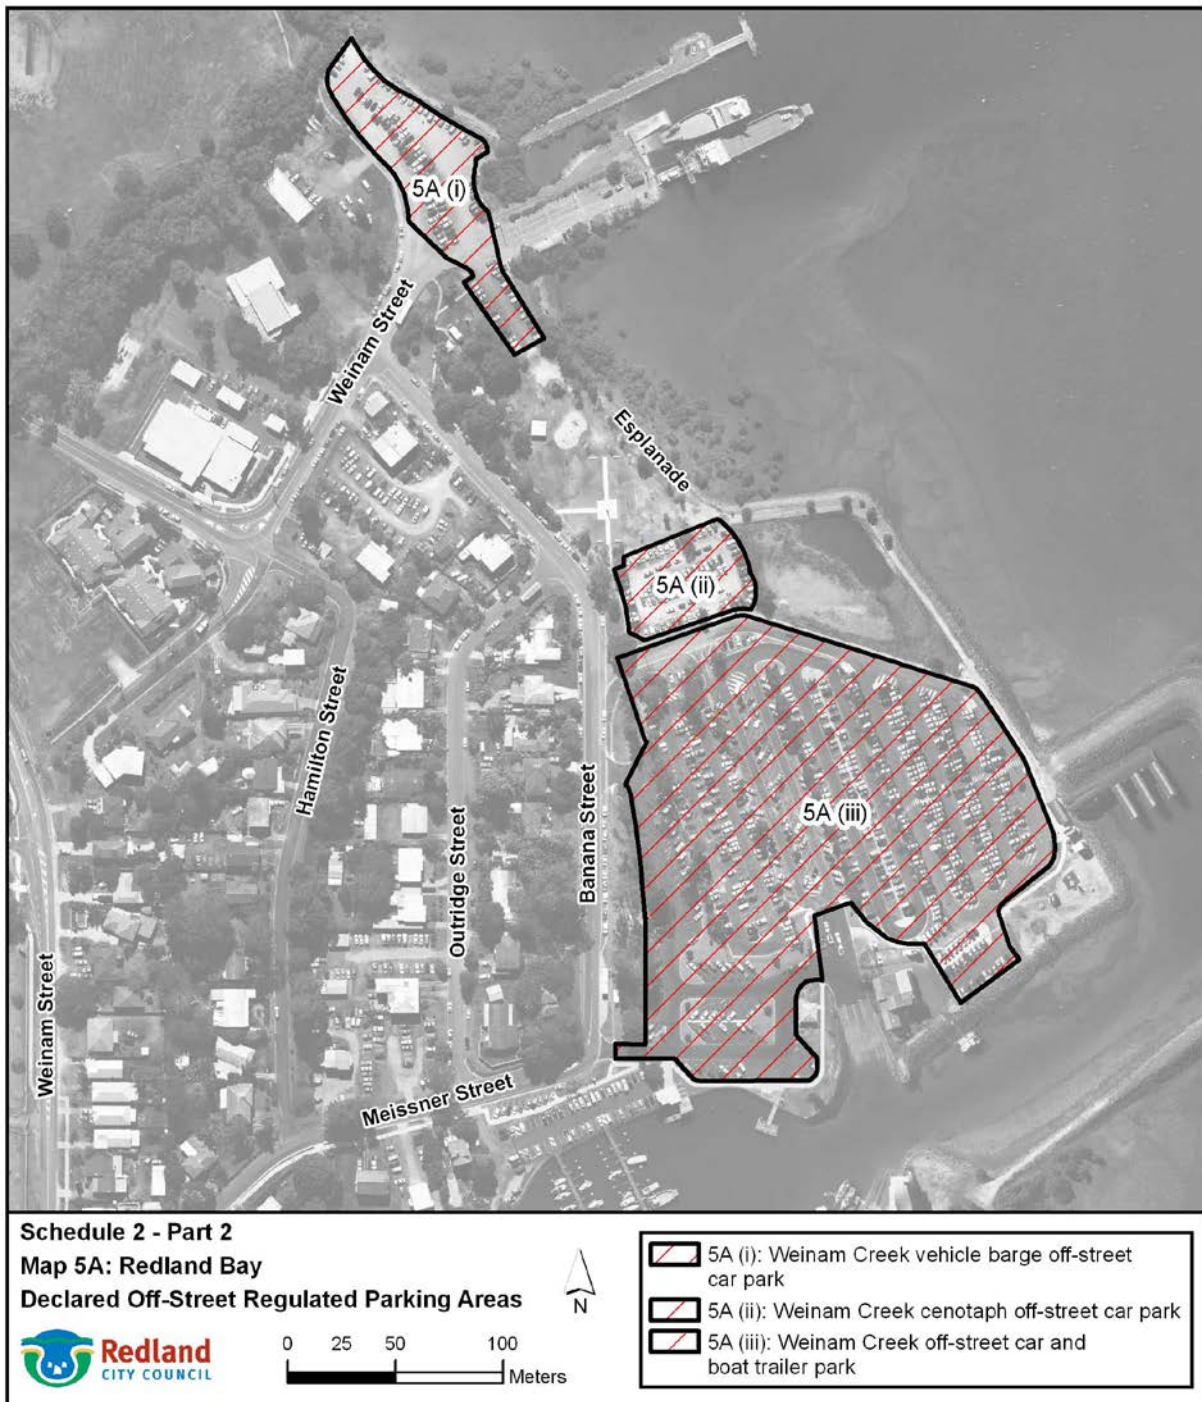 5A (i)
Weinam Street
Esplanade
5A (ii)
Hamilton Street
Outridge Street
Banana Street
5A (iii)
Weinam Street
Meissner Street
Schedule 2 - Part 2
Map 5A: Redland Bay
Declared Off-Street Regulated Parking Areas
N
Redland
CITY COUNCIL
0 25 50 100
Meters
5A (i): Weinam Creek vehicle barge off-street
car park
5A (ii): Weinam Creek cenotaph off-street car park
5A (iii): Weinam Creek off-street car and
boat trailer park